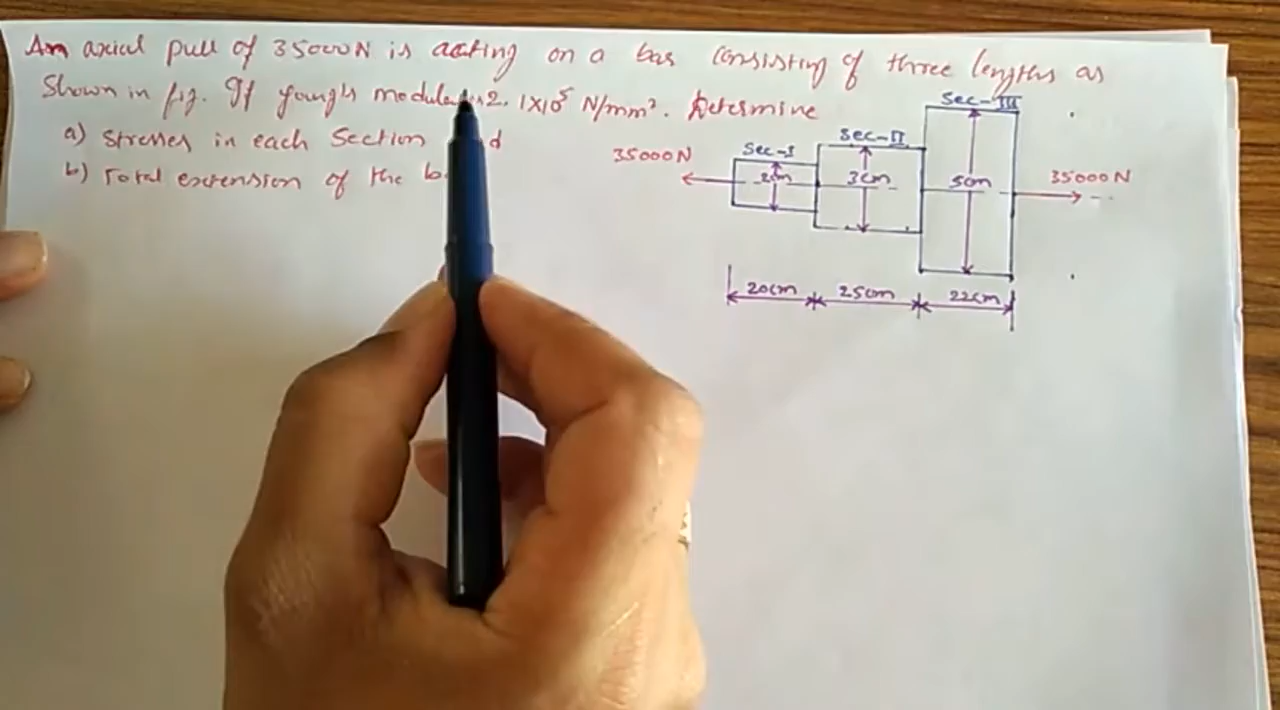 An axial pull of 35000N is acting on a bar consisting of three lengths as
Shown in fig. If young's modulus 2.1X10⁵ N/mm². Determine
a) Stresses in each Section
b) Total extension of the
Sec-I
Sec-II
Sec-III
35000N
2cm
3cm
5cm
35000N
20cm
25cm
22cm